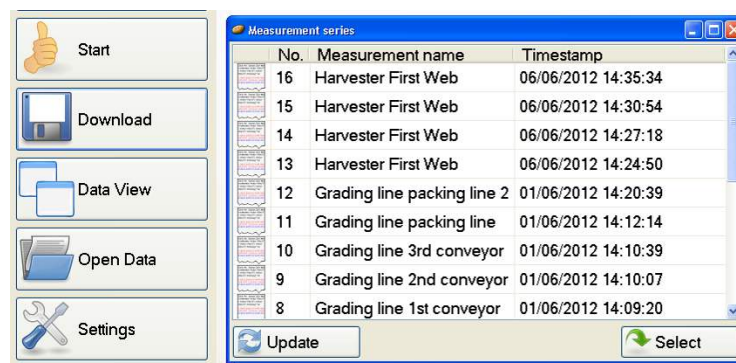 Start
Download
Data View
Open Data
Settings
Measurement series
No. Measurement name Timestamp
16 Harvester First Web 06/06/2012 14:35:34
15 Harvester First Web 06/06/2012 14:30:54
14 Harvester First Web 06/06/2012 14:27:18
13 Harvester First Web 06/06/2012 14:24:50
12 Grading line packing line 2 01/06/2012 14:20:39
11 Grading line packing line 01/06/2012 14:12:14
10 Grading line 3rd conveyor 01/06/2012 14:10:39
9 Grading line 2nd conveyor 01/06/2012 14:10:07
8 Grading line 1st conveyor 01/06/2012 14:09:20
Update Select